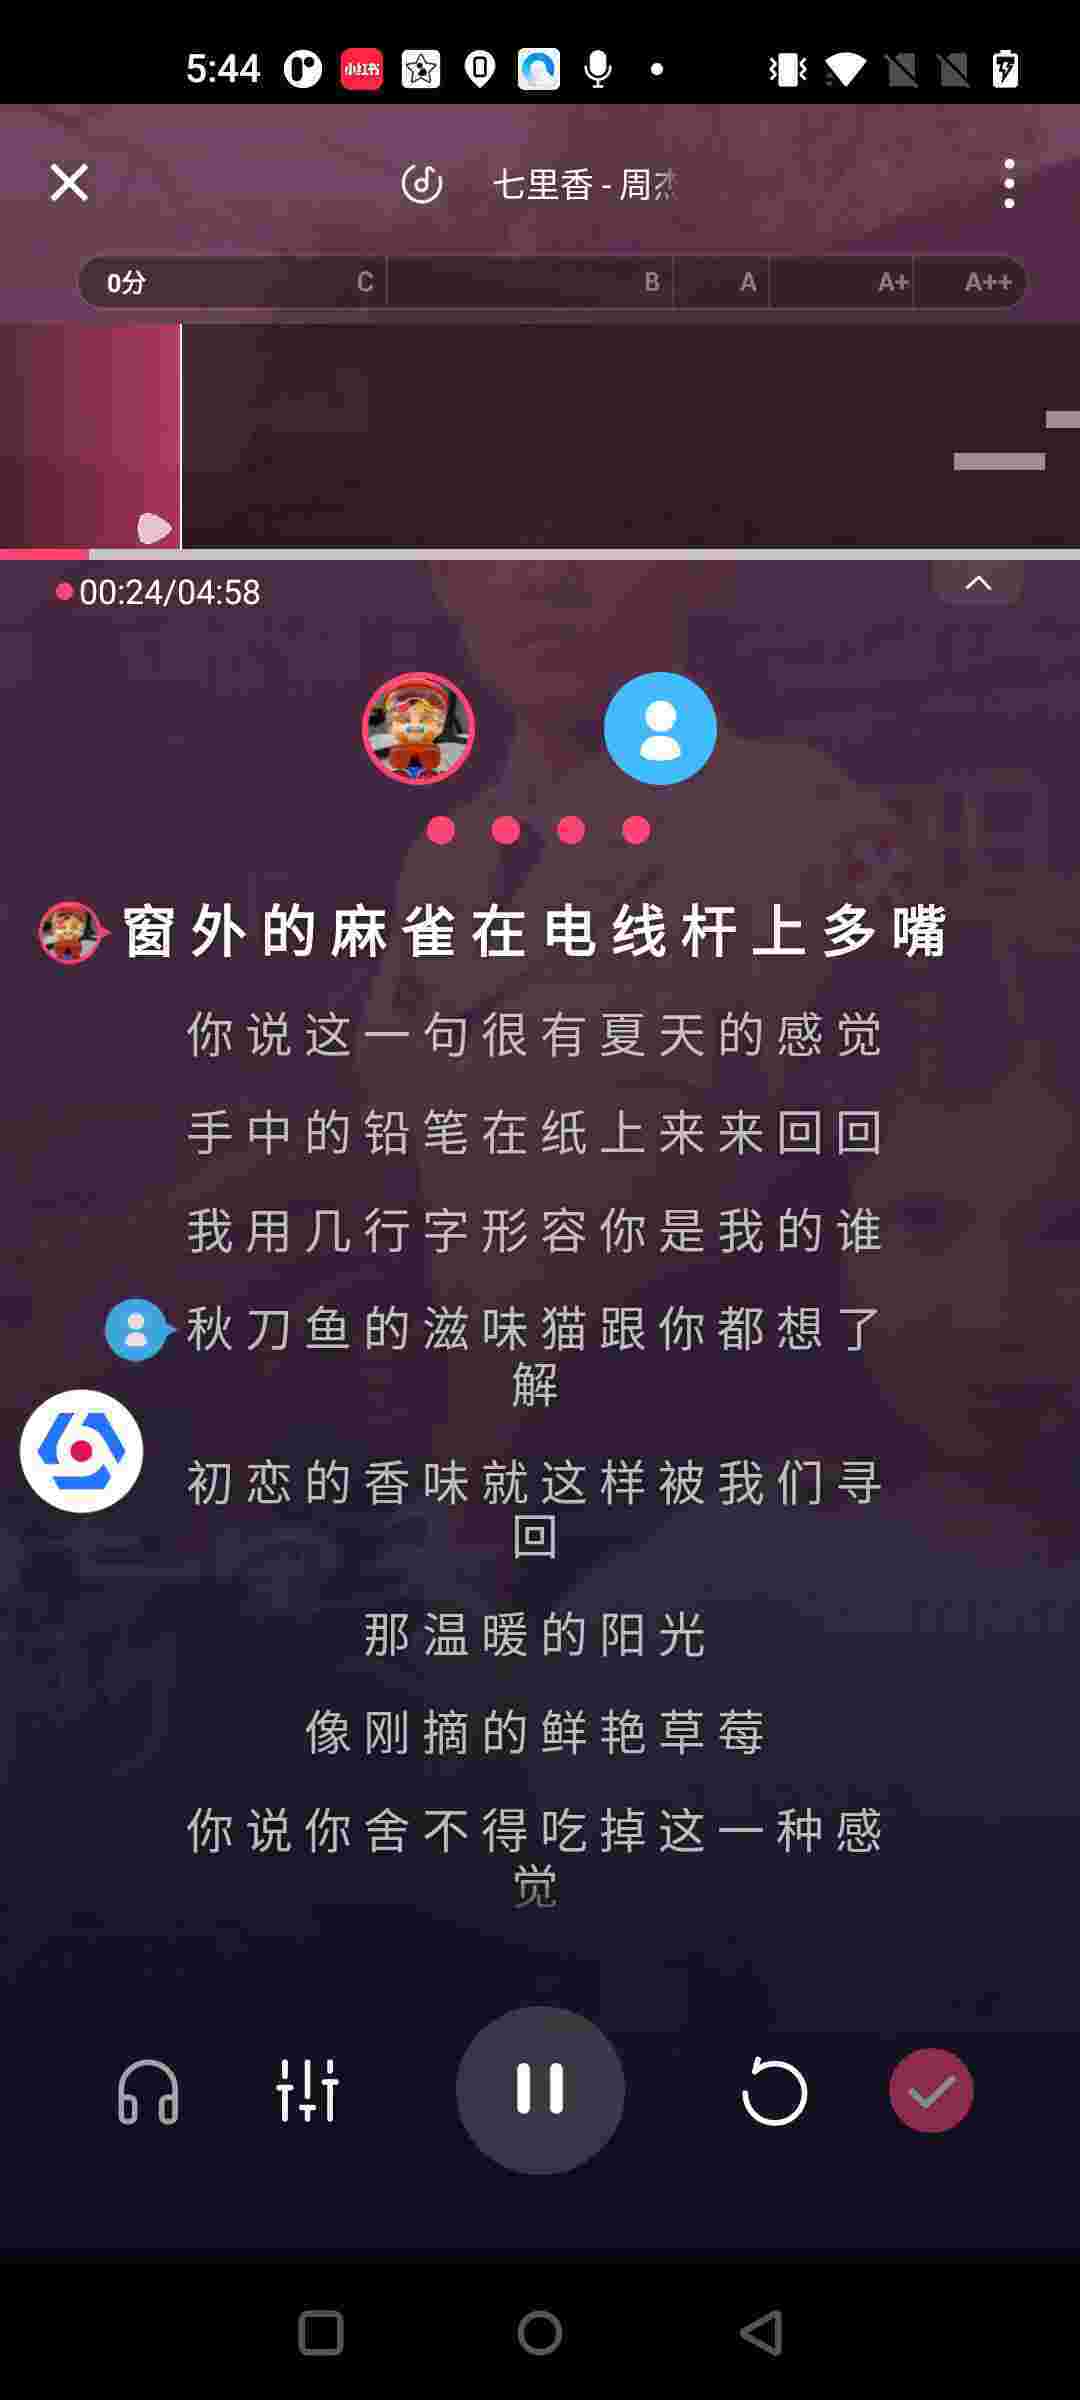 5:44
小红书
七里香 - 周杰
0分 C B A A+ A++
00:24/04:58
窗外的麻雀在电线杆上多嘴
你说这一句很有夏天的感觉
手中的铅笔在纸上来来回回
我用几行字形容你是我的谁
秋刀鱼的滋味猫跟你都想了
解
初恋的香味就这样被我们寻
回
那温暖的阳光
像刚摘的鲜艳草莓
你说你舍不得吃掉这一种感
觉